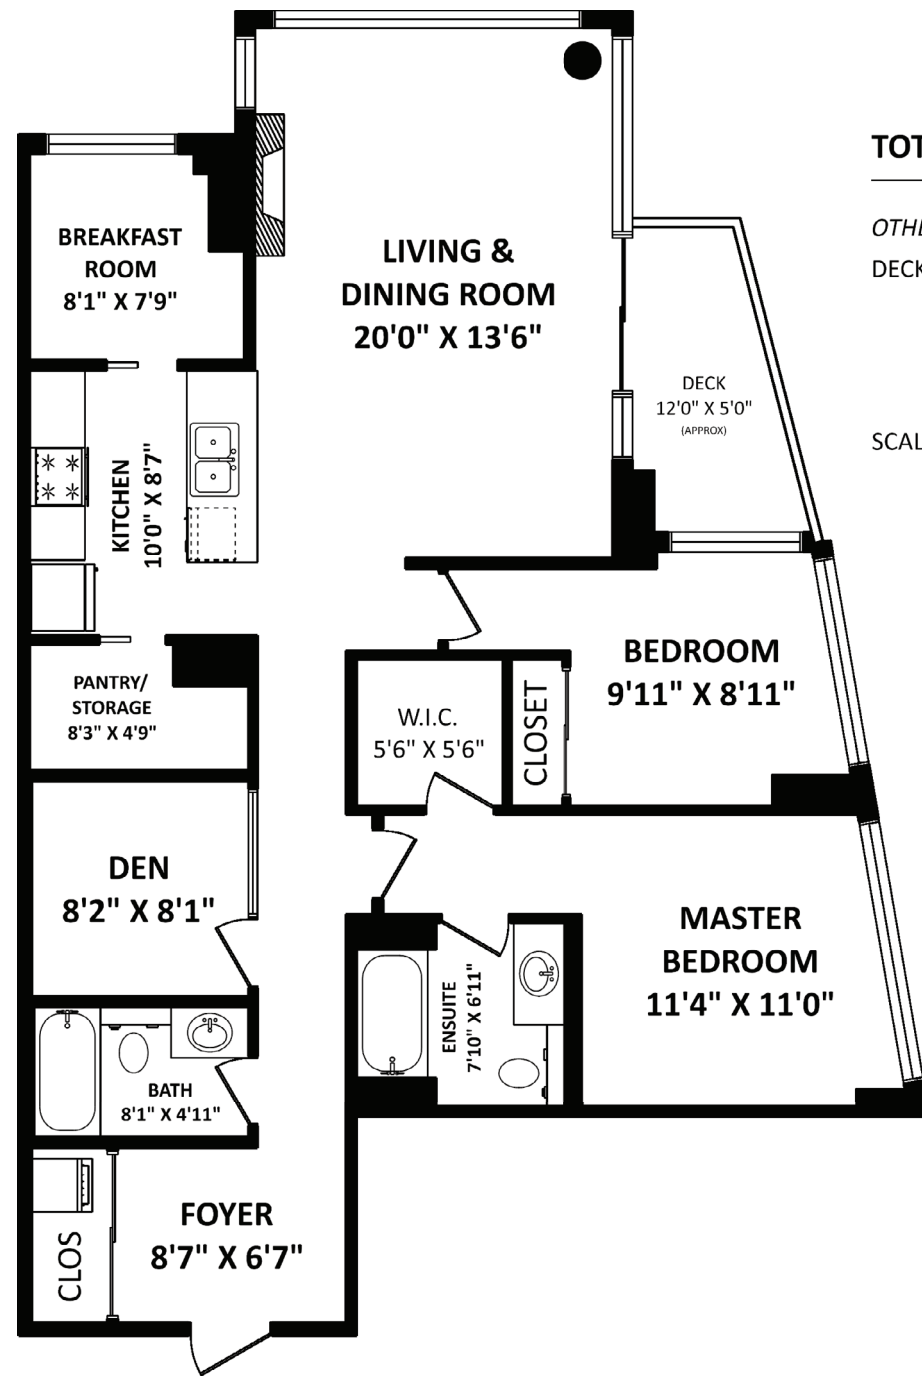 BREAKFAST
ROOM
8'1" X 7'9"
LIVING &
DINING ROOM
20'0" X 13'6"
TOT
OTHE
DECK
SCAL
DECK
12'0" X 5'0"
(APPROX)
KITCHEN
10'0" X 8'7"
PANTRY/
STORAGE
8'3" X 4'9"
W.I.C.
5'6" X 5'6"
CLOSET
BEDROOM
9'11" X 8'11"
DEN
8'2" X 8'1"
MASTER
BEDROOM
11'4" X 11'0"
ENSUITE
7'10" X 6'11"
BATH
8'1" X 4'11"
FOYER
8'7" X 6'7"
CLOS